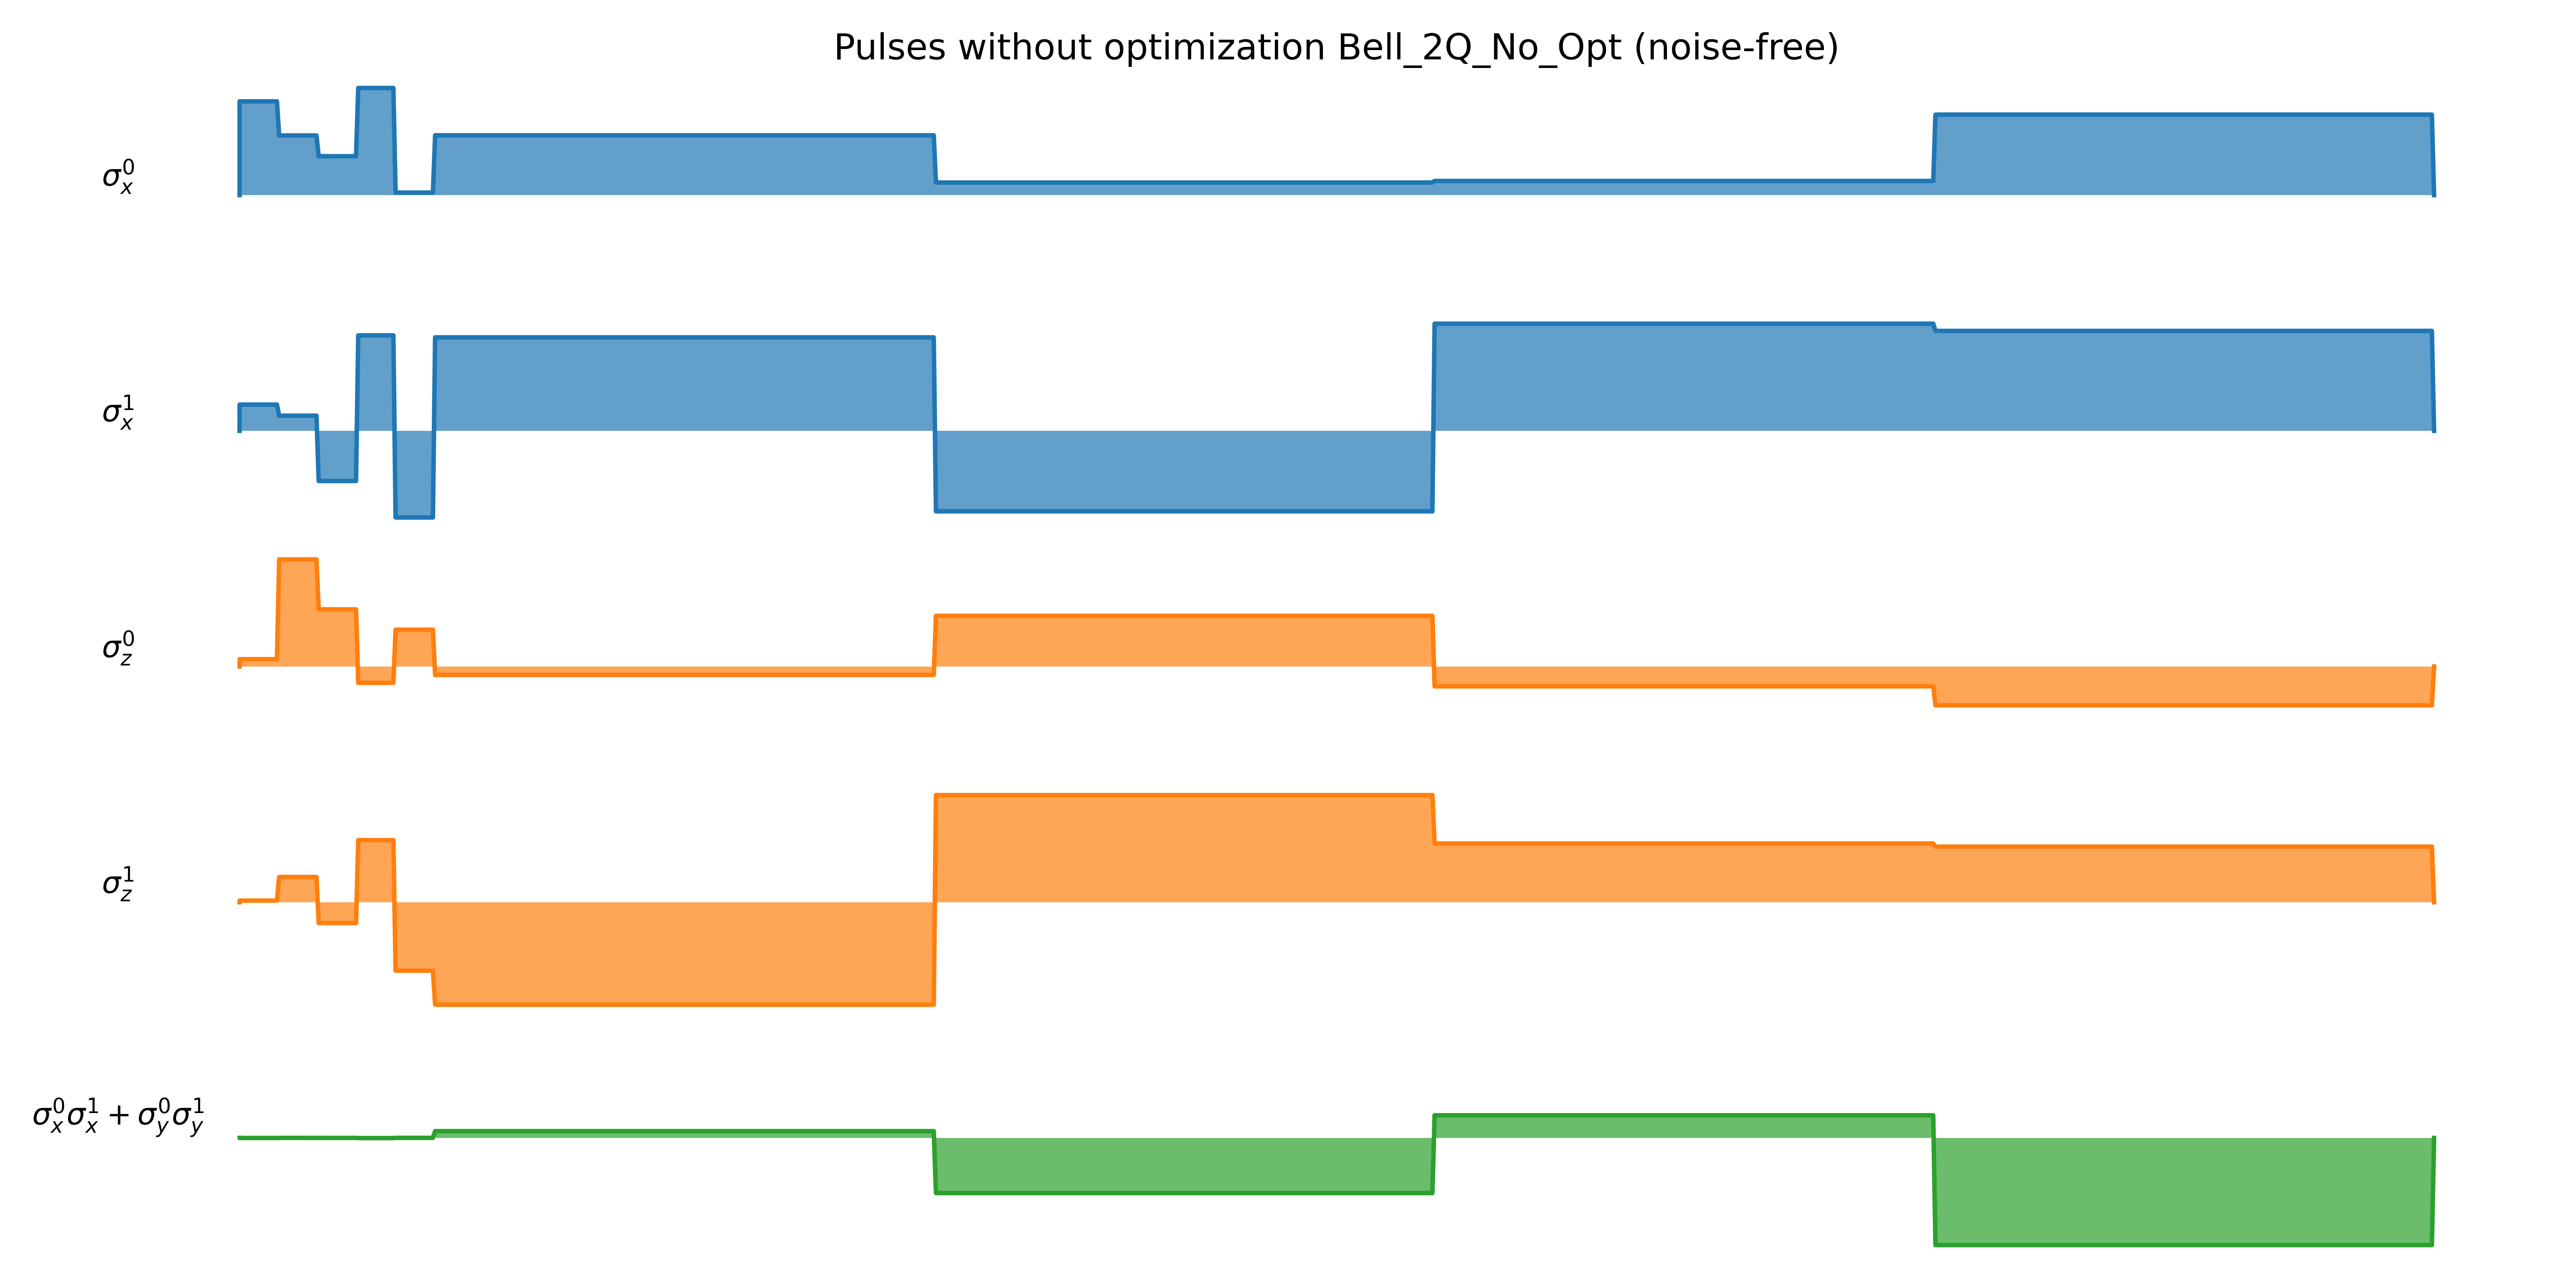 Pulses without optimization Bell_2Q_No_Opt (noise-free)
σ_x^0
σ_x^1
σ_z^0
σ_z^1
σ_x^0σ_x^1 + σ_y^0σ_y^1